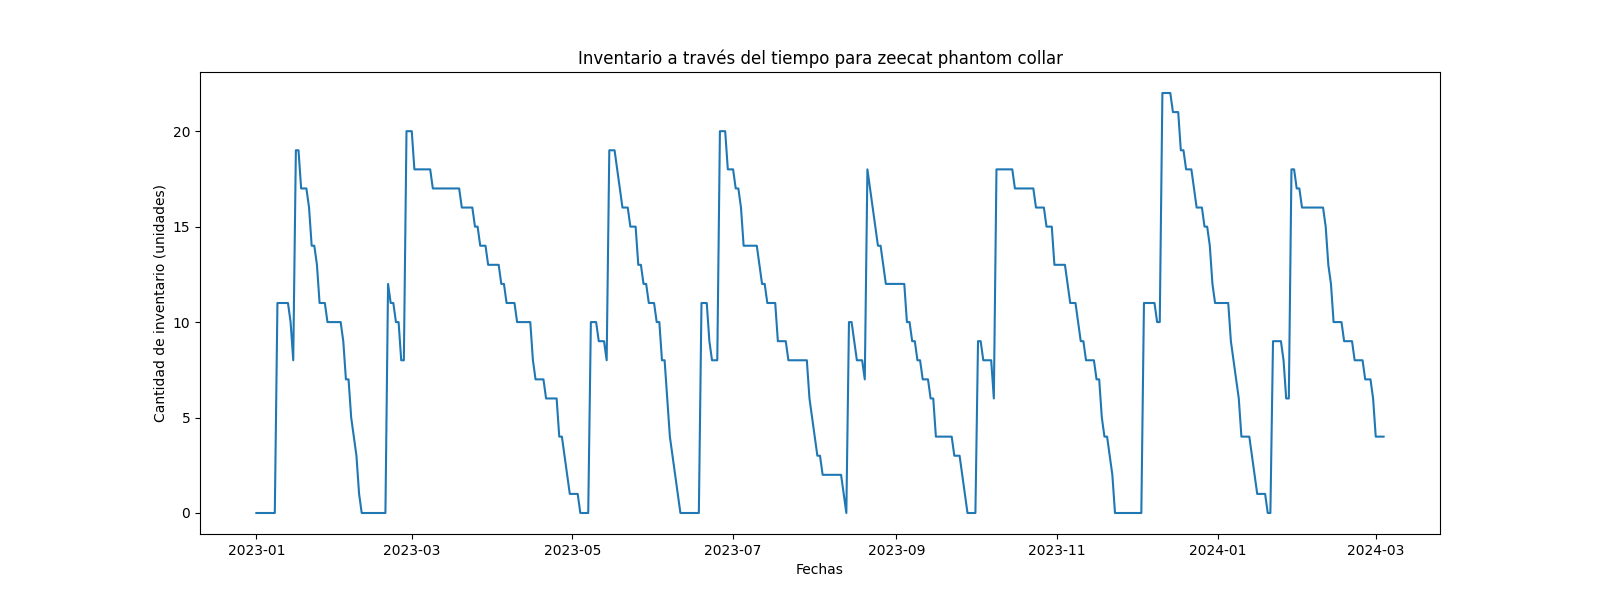 Inventario a través del tiempo para zeecat phantom collar
Cantidad de inventario (unidades)
20
15
10
5
0
2023-01 2023-03 2023-05 2023-07 2023-09 2023-11 2024-01 2024-03
Fechas